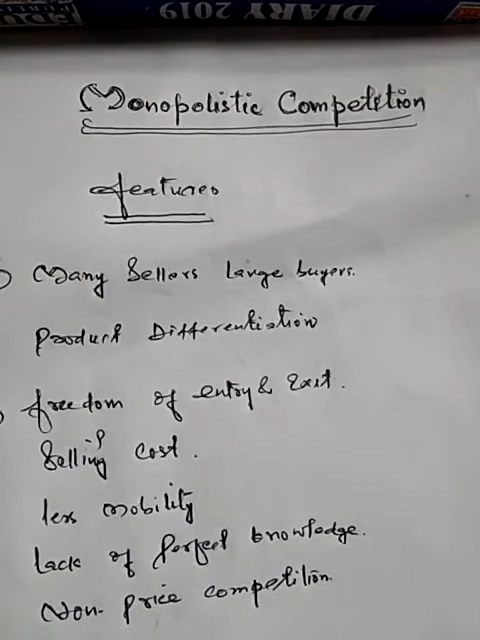 DIARY 2019
Monopolistic Competition
features
Many Sellers Large buyers.
Product Differentiation
freedom of entry & Exit.
Selling Cost.
less mobility
Lack of Perfect knowledge.
Non-Price competition.